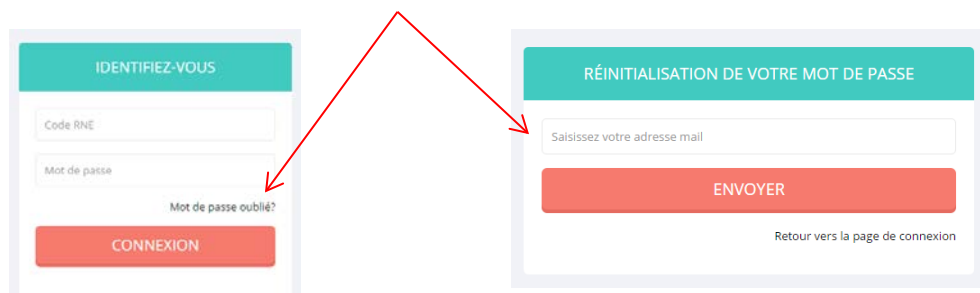 IDENTIFIEZ-VOUS
Code RNE
Mot de passe
Mot de passe oublié?
CONNEXION
RÉINITIALISATION DE VOTRE MOT DE PASSE
Saisissez votre adresse mail
ENVOYER
Retour vers la page de connexion